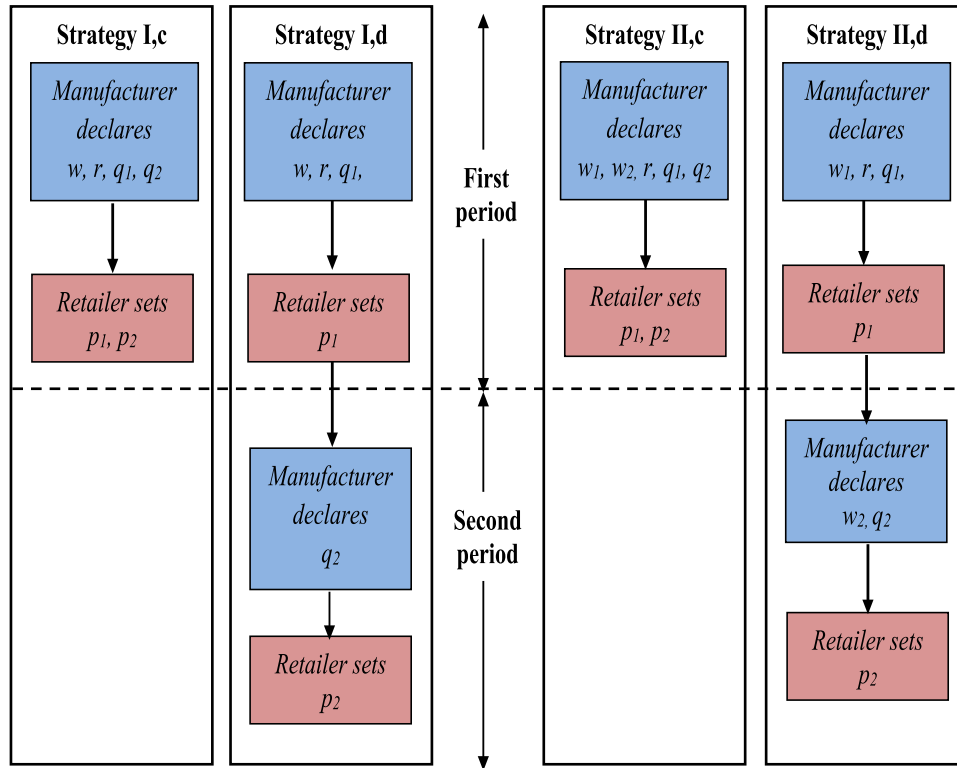 Strategy I,c
Manufacturer
declares
w, r, q1, q2
Retailer sets
p1, p2
Strategy I,d
Manufacturer
declares
w, r, q1,
Retailer sets
p1
Manufacturer
declares
q2
Retailer sets
p2
First
period
Second
period
Strategy II,c
Manufacturer
declares
w1, w2, r, q1, q2
Retailer sets
p1, p2
Strategy II,d
Manufacturer
declares
w1, r, q1,
Retailer sets
p1
Manufacturer
declares
w2, q2
Retailer sets
p2